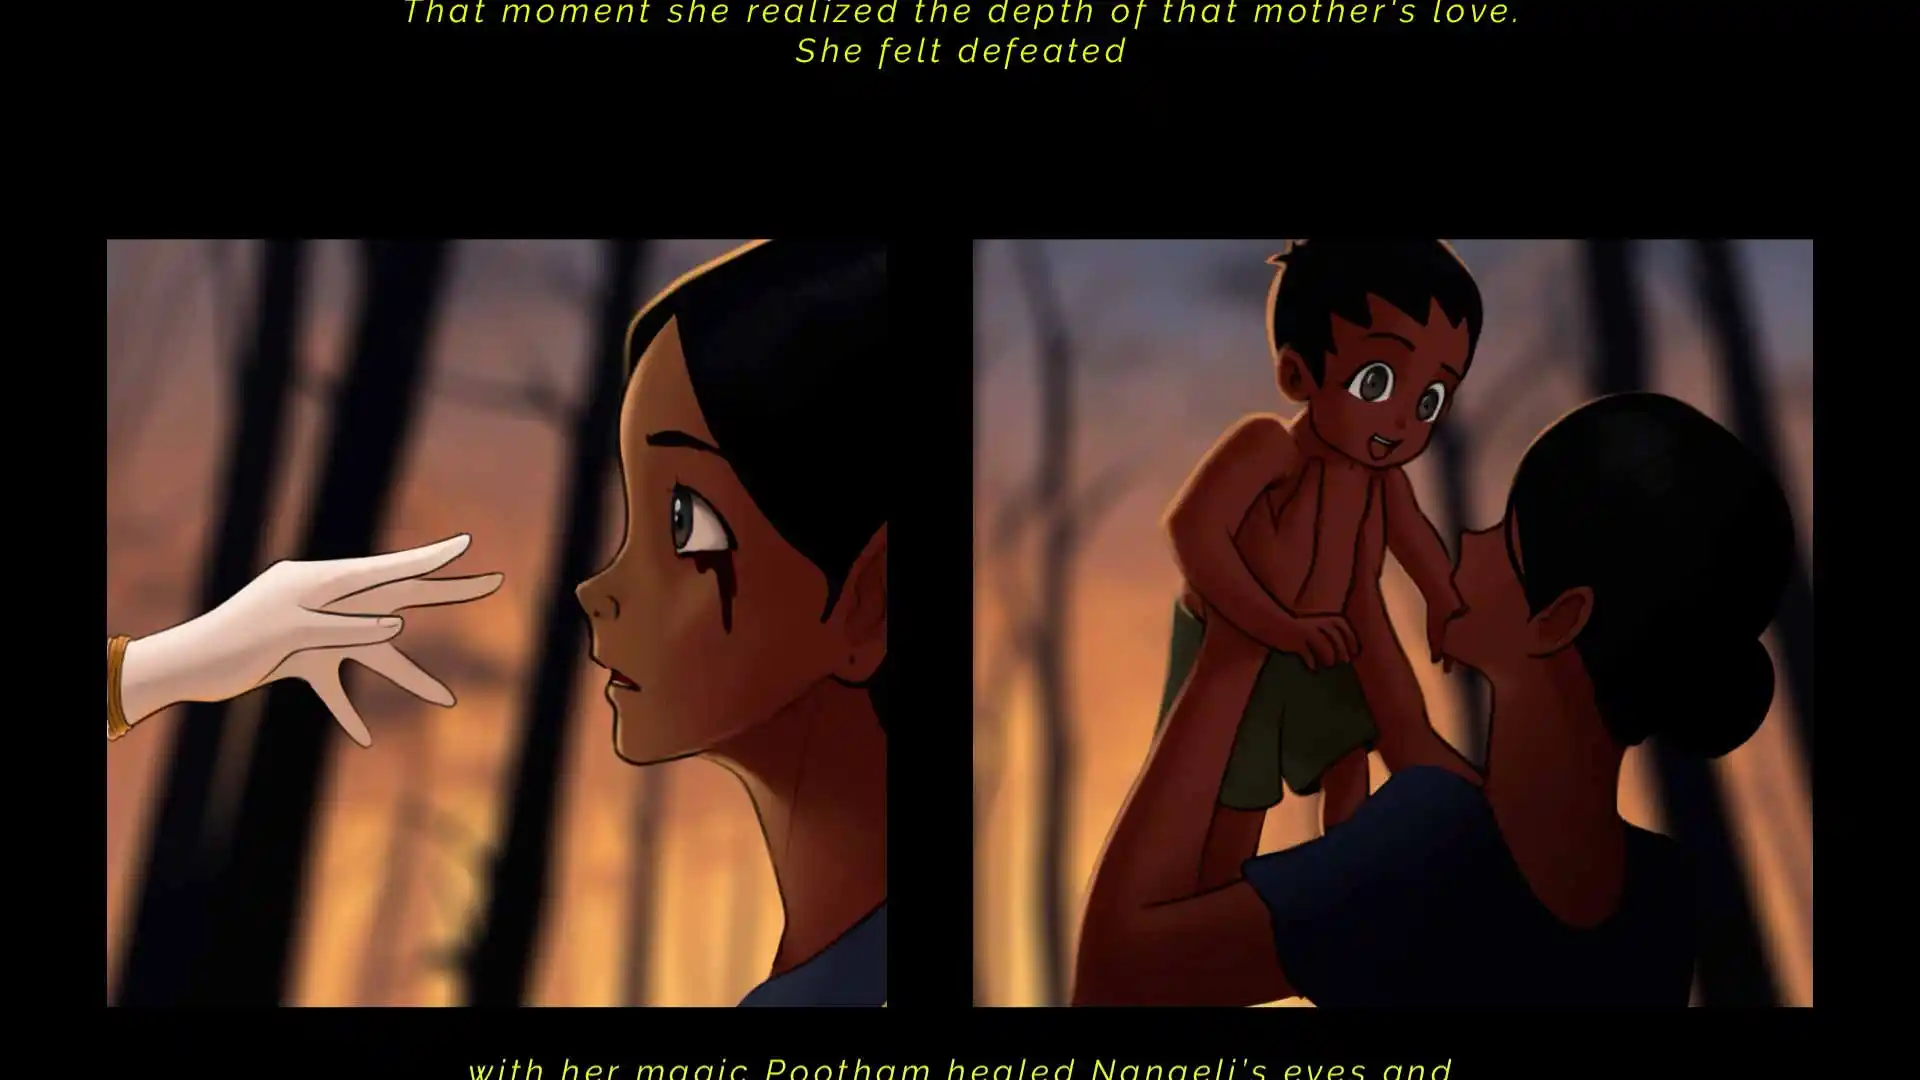 That moment she realized the depth of that mother's love.
She felt defeated
with her magic Pootham healed Nangeli's eyes and